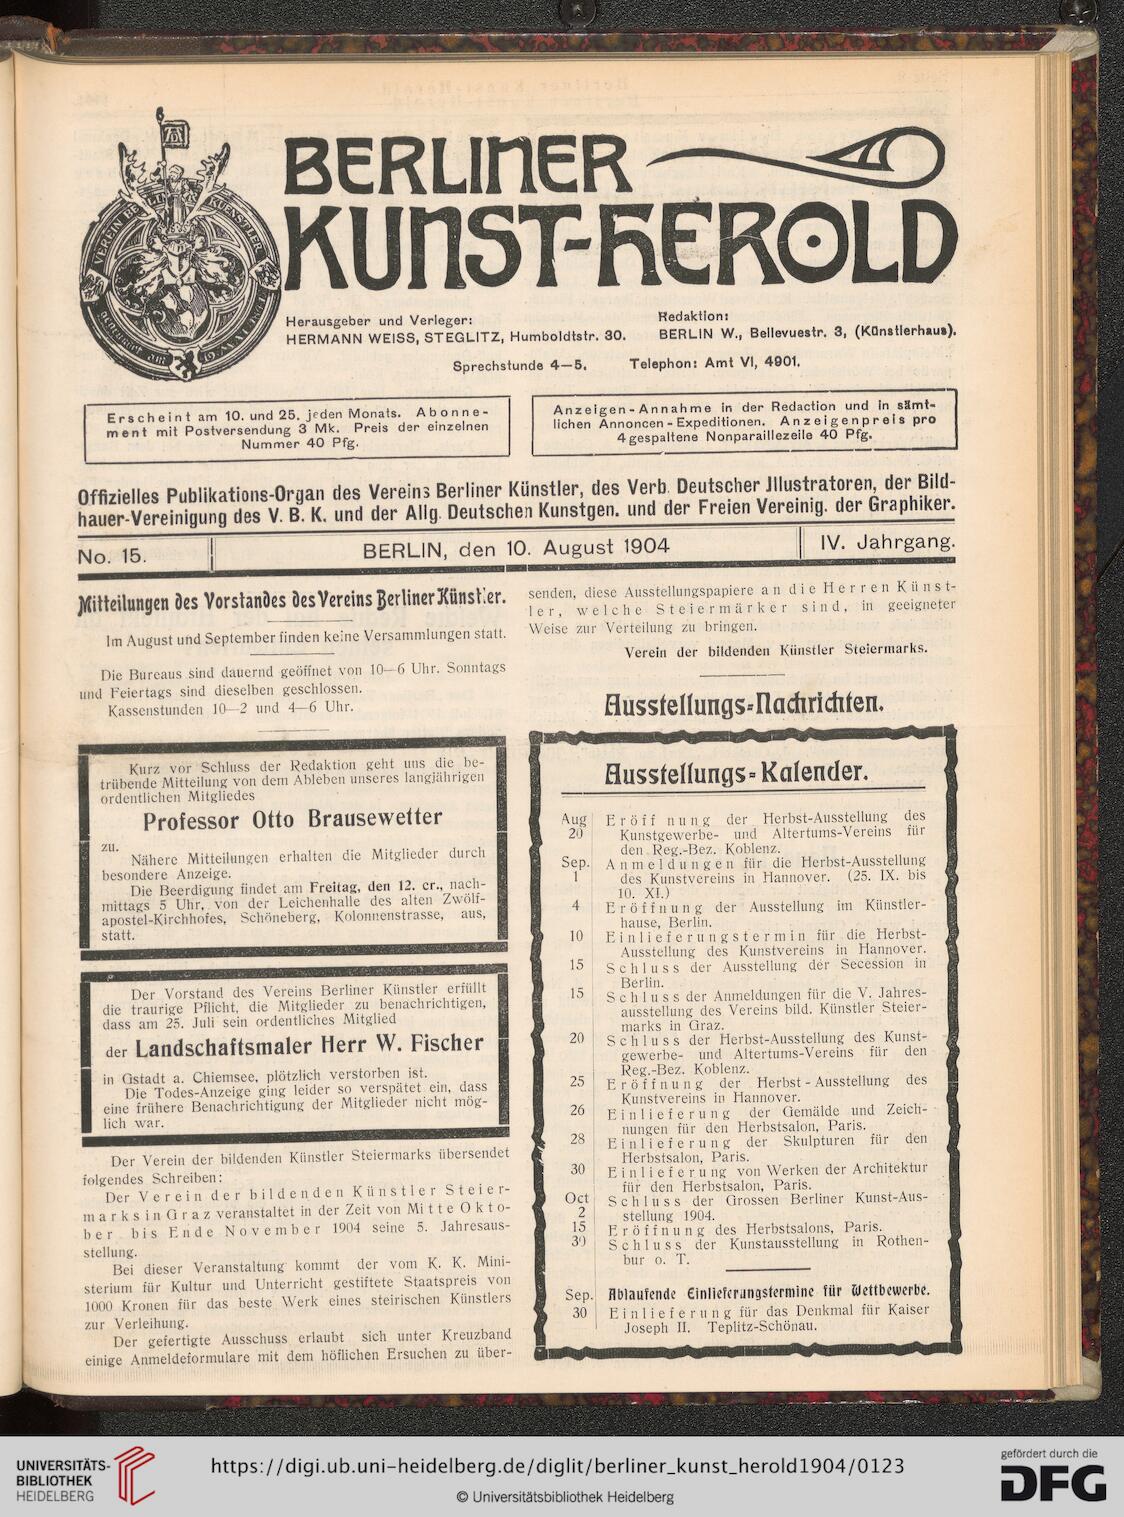 BERLINER
KUNST-HEROLD
VEREIN BERLINER KUENSTLER
Herausgeber und Verleger:
HERMANN WEISS, STEGLITZ, Humboldtstr. 30.
Redaktion:
BERLIN W., Bellevuestr. 3, (Künstlerhaus).
Sprechstunde 4—5. Telephon: Amt VI, 4901.
Erscheint am 10. und 25. jeden Monats. Abonne-
ment mit Postversendung 3 Mk. Preis der einzelnen
Nummer 40 Pfg.
Anzeigen-Annahme in der Redaction und in sämt-
lichen Annoncen-Expeditionen. Anzeigenpreis pro
4gespaltene Nonparaillezeile 40 Pfg.
Offizielles Publikations-Organ des Vereins Berliner Künstler, des Verb. Deutscher Jllustratoren, der Bild-
hauer-Vereinigung des V. B. K. und der Allg. Deutschen Kunstgen. und der Freien Vereinig. der Graphiker.
No. 15. BERLIN, den 10. August 1904 IV. Jahrgang.
Mitteilungen des Vorstandes des Vereins Berliner Künstler.
Im August und September finden keine Versammlungen statt.
Die Bureaus sind dauernd geöffnet von 10—6 Uhr. Sonntags
und Feiertags sind dieselben geschlossen.
Kassenstunden 10—2 und 4—6 Uhr.
Kurz vor Schluss der Redaktion geht uns die be-
trübende Mitteilung von dem Ableben unseres langjährigen
ordentlichen Mitgliedes
Professor Otto Brausewetter
zu.
Nähere Mitteilungen erhalten die Mitglieder durch
besondere Anzeige.
Die Beerdigung findet am Freitag, den 12. cr., nach-
mittags 5 Uhr, von der Leichenhalle des alten Zwölf-
apostel-Kirchhofes, Schöneberg, Kolonnenstrasse, aus,
statt.
Der Vorstand des Vereins Berliner Künstler erfüllt
die traurige Pflicht, die Mitglieder zu benachrichtigen,
dass am 25. Juli sein ordentliches Mitglied
der Landschaftsmaler Herr W. Fischer
in Gstadt a. Chiemsee, plötzlich verstorben ist.
Die Todes-Anzeige ging leider so verspätet ein, dass
eine frühere Benachrichtigung der Mitglieder nicht mög-
lich war.
Der Verein der bildenden Künstler Steiermarks übersendet
folgendes Schreiben:
Der Verein der bildenden Künstler Steier-
marks in Graz veranstaltet in der Zeit von Mitte Okto-
ber bis Ende November 1904 seine 5. Jahresaus-
stellung.
Bei dieser Veranstaltung kommt der vom K. K. Mini-
sterium für Kultur und Unterricht gestiftete Staatspreis von
1000 Kronen für das beste Werk eines steirischen Künstlers
zur Verleihung.
Der gefertigte Ausschuss erlaubt sich unter Kreuzband
einige Anmeldeformulare mit dem höflichen Ersuchen zu über-
senden, diese Ausstellungspapiere an die Herren Künst-
ler, welche Steiermärker sind, in geeigneter
Weise zur Verteilung zu bringen.
Verein der bildenden Künstler Steiermarks.
Ausstellungs=Nachrichten.
Ausstellungs=Kalender.
Aug Eröffnung der Herbst-Ausstellung des
20 Kunstgewerbe- und Altertums-Vereins für
den Reg.-Bez. Koblenz.
Sep. Anmeldungen für die Herbst-Ausstellung
1 des Kunstvereins in Hannover. (25. IX. bis
10. XI.)
4 Eröffnung der Ausstellung im Künstler-
hause, Berlin.
10 Einlieferungstermin für die Herbst-
Ausstellung des Kunstvereins in Hannover.
15 Schluss der Ausstellung der Secession in
Berlin.
15 Schluss der Anmeldungen für die V. Jahres-
ausstellung des Vereins bild. Künstler Steier-
marks in Graz.
20 Schluss der Herbst-Ausstellung des Kunst-
gewerbe- und Altertums-Vereins für den
Reg.-Bez. Koblenz.
25 Eröffnung der Herbst-Ausstellung des
Kunstvereins in Hannover.
26 Einlieferung der Gemälde und Zeich-
nungen für den Herbstsalon, Paris.
28 Einlieferung der Skulpturen für den
Herbstsalon, Paris.
30 Einlieferung von Werken der Architektur
für den Herbstsalon, Paris.
Oct Schluss der Grossen Berliner Kunst-Aus-
2 stellung 1904.
15 Eröffnung des Herbstsalons, Paris.
30 Schluss der Kunstausstellung in Rothen-
bur o. T.
Sep. Ablaufende Einlieferungstermine für Wettbewerbe.
30 Einlieferung für das Denkmal für Kaiser
Joseph II. Teplitz-Schönau.
UNIVERSITÄTS-
BIBLIOTHEK
HEIDELBERG
https://digi.ub.uni-heidelberg.de/diglit/berliner_kunst_herold1904/0123
© Universitätsbibliothek Heidelberg
gefördert durch die
DFG